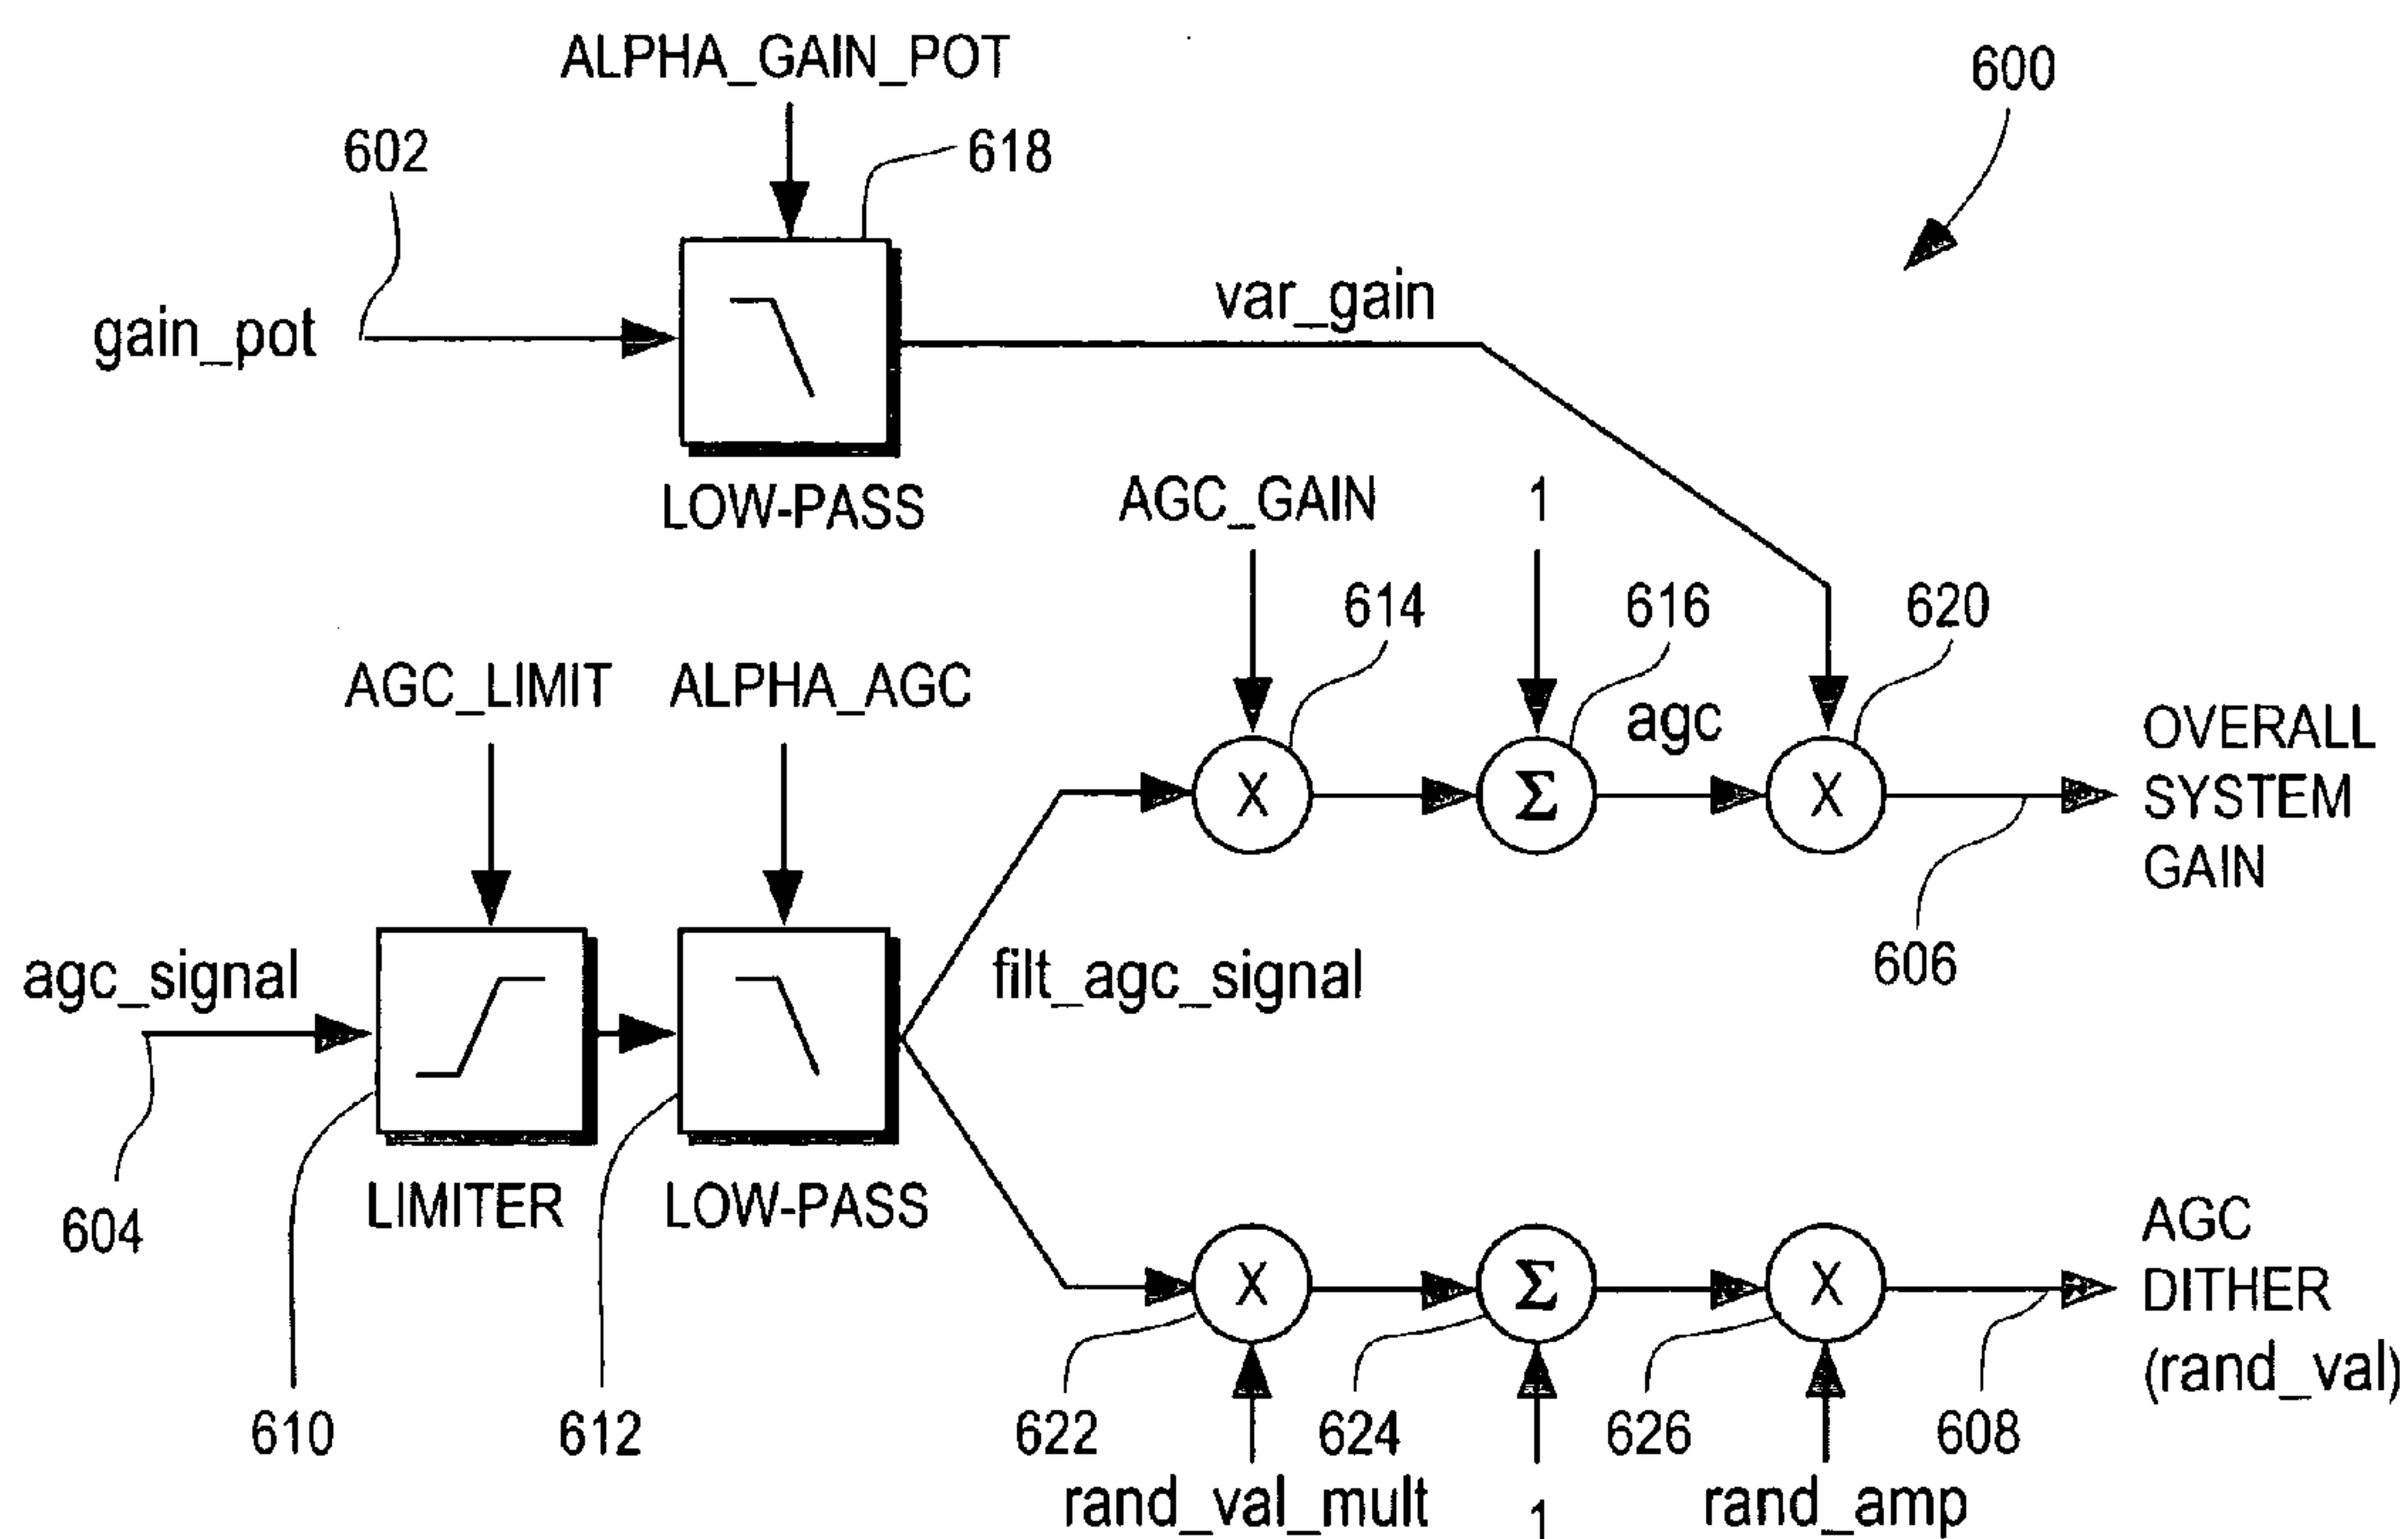 ALPHA_GAIN_POT
600
602
618
gain_pot
var_gain
LOW-PASS
AGC_GAIN
1
614
616
620
AGC_LIMIT
ALPHA_AGC
agc
X
Σ
X
OVERALL
SYSTEM
GAIN
606
agc_signal
filt_agc_signal
604
LIMITER
LOW-PASS
X
Σ
X
AGC
DITHER
(rand_val)
610
612
622
624
626
608
rand_val_mult
1
rand_amp